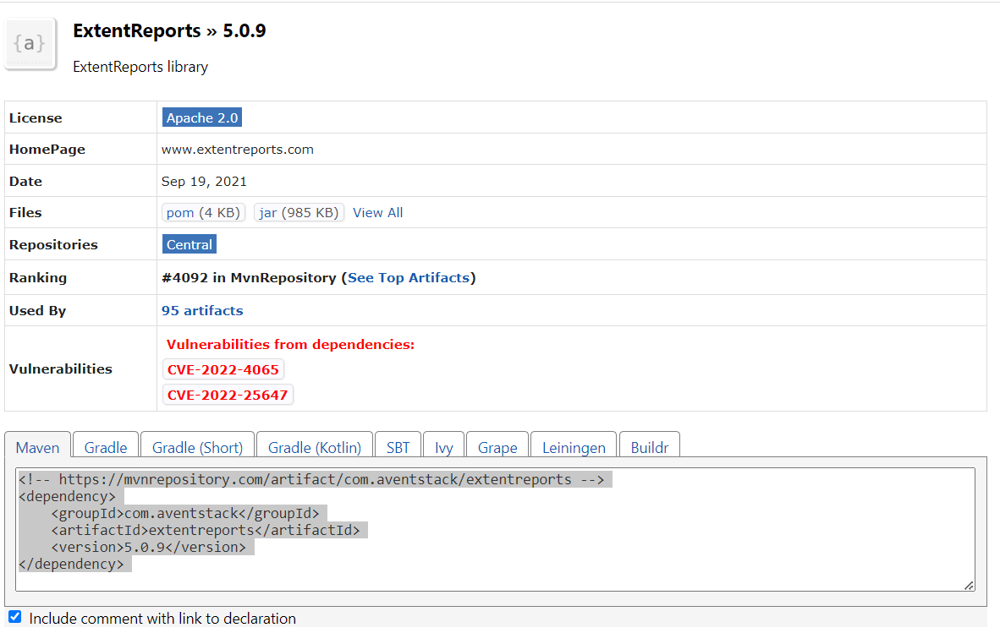 {a}
ExtentReports » 5.0.9
ExtentReports library
License Apache 2.0
HomePage www.extentreports.com
Date Sep 19, 2021
Files pom (4 KB) jar (985 KB) View All
Repositories Central
Ranking #4092 in MvnRepository (See Top Artifacts)
Used By 95 artifacts
Vulnerabilities from dependencies:
Vulnerabilities CVE-2022-4065
CVE-2022-25647
Maven Gradle Gradle (Short) Gradle (Kotlin) SBT Ivy Grape Leiningen Buildr
<!-- https://mvnrepository.com/artifact/com.aventstack/extentreports -->
<dependency>
    <groupId>com.aventstack</groupId>
    <artifactId>extentreports</artifactId>
    <version>5.0.9</version>
</dependency>
Include comment with link to declaration